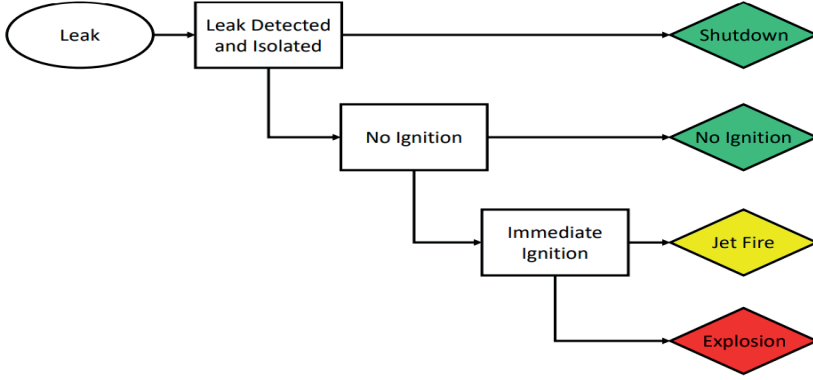 Leak
Leak Detected
and Isolated
Shutdown
No Ignition
No Ignition
Immediate
Ignition
Jet Fire
Explosion